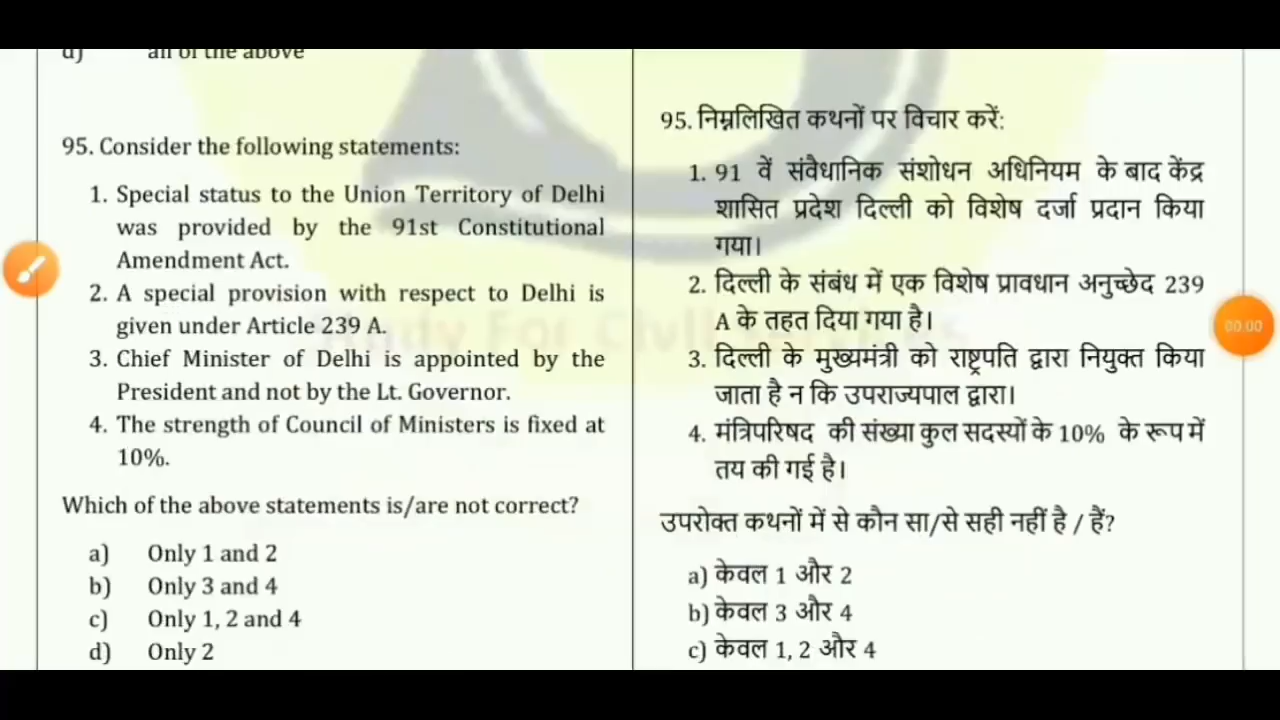 d) all of the above
95. Consider the following statements:
1. Special status to the Union Territory of Delhi
was provided by the 91st Constitutional
Amendment Act.
2. A special provision with respect to Delhi is
given under Article 239 A.
3. Chief Minister of Delhi is appointed by the
President and not by the Lt. Governor.
4. The strength of Council of Ministers is fixed at
10%.
Which of the above statements is/are not correct?
a) Only 1 and 2
b) Only 3 and 4
c) Only 1, 2 and 4
d) Only 2
95. निम्नलिखित कथनों पर विचार करें:
1. 91 वें संवैधानिक संशोधन अधिनियम के बाद केंद्र
शासित प्रदेश दिल्ली को विशेष दर्जा प्रदान किया
गया।
2. दिल्ली के संबंध में एक विशेष प्रावधान अनुच्छेद 239
A के तहत दिया गया है।
3. दिल्ली के मुख्यमंत्री को राष्ट्रपति द्वारा नियुक्त किया
जाता है न कि उपराज्यपाल द्वारा।
4. मंत्रिपरिषद की संख्या कुल सदस्यों के 10% के रूप में
तय की गई है।
उपरोक्त कथनों में से कौन सा/से सही नहीं है / हैं?
a) केवल 1 और 2
b) केवल 3 और 4
c) केवल 1, 2 और 4
00:00